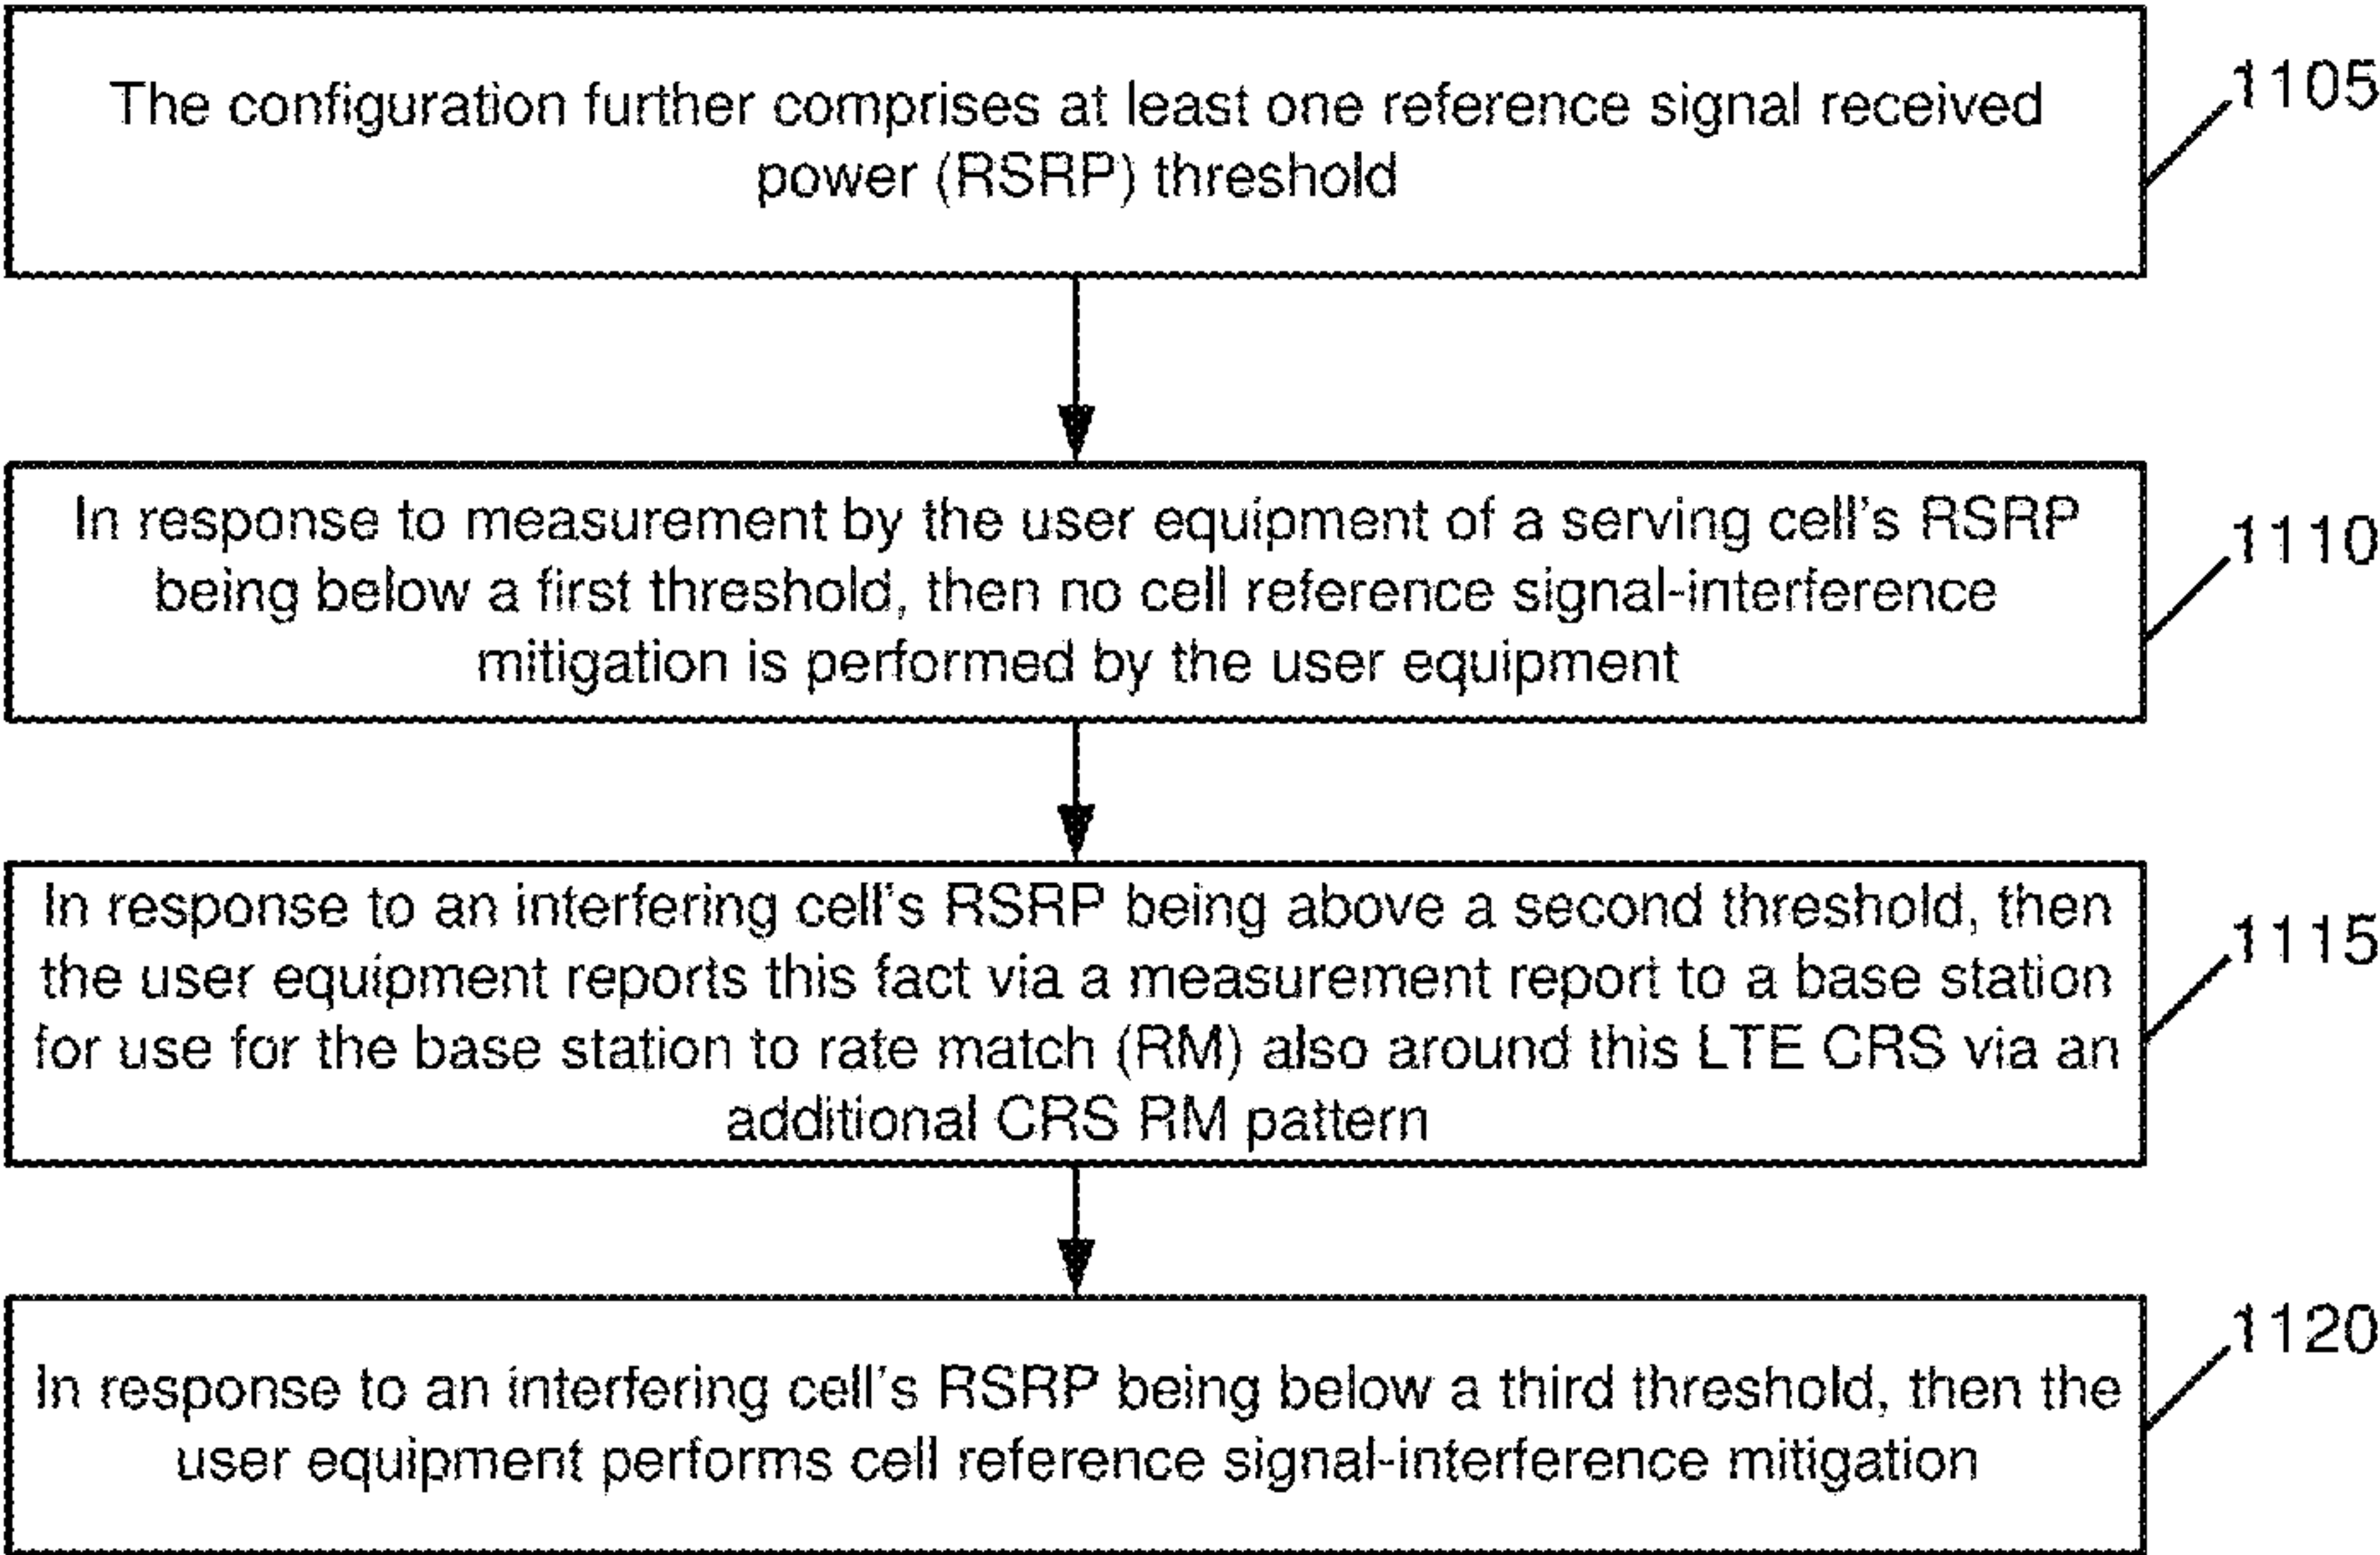 The configuration further comprises at least one reference signal received
power (RSRP) threshold
1105
In response to measurement by the user equipment of a serving cell's RSRP
being below a first threshold, then no cell reference signal-interference
mitigation is performed by the user equipment
1110
In response to an interfering cell's RSRP being above a second threshold, then
the user equipment reports this fact via a measurement report to a base station
for use for the base station to rate match (RM) also around this LTE CRS via an
additional CRS RM pattern
1115
In response to an interfering cell's RSRP being below a third threshold, then the
user equipment performs cell reference signal-interference mitigation
1120